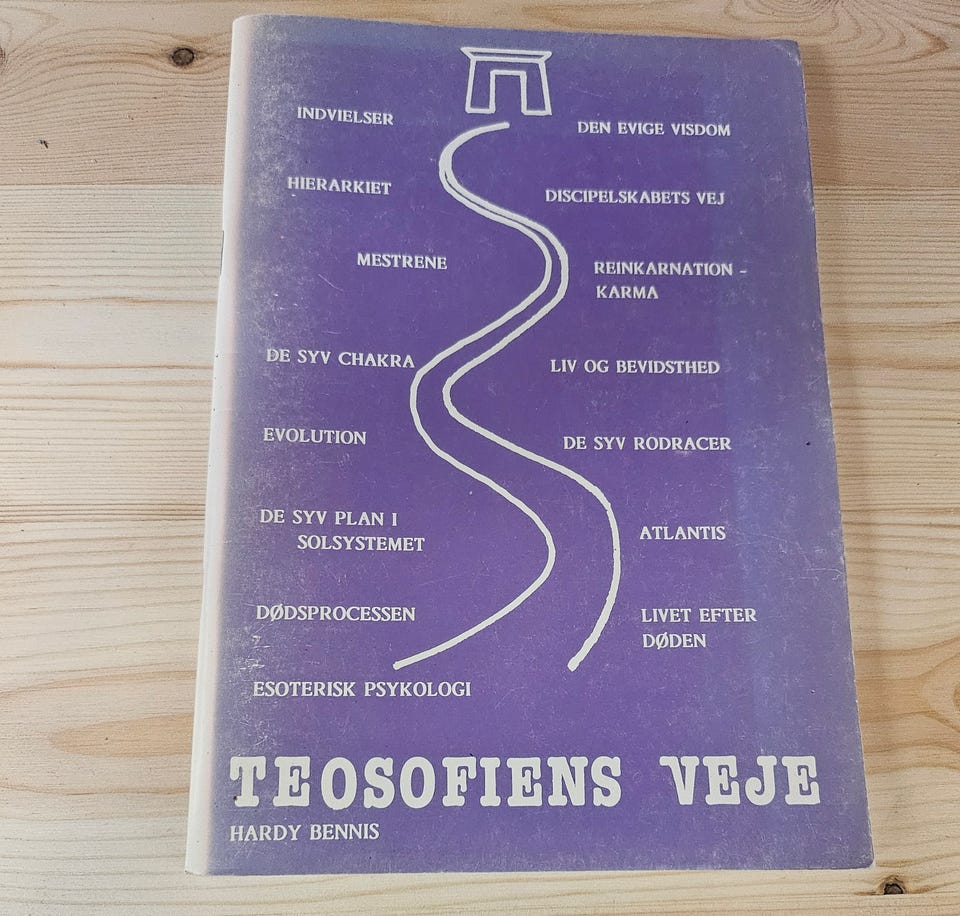 INDVIELSER
DEN EVIGE VISDOM
HIERARKIET
DISCIPELSKABETS VEJ
MESTRENE
REINKARNATION -
KARMA
DE SYV CHAKRA
LIV OG BEVIDSTHED
EVOLUTION
DE SYV RODRACER
DE SYV PLAN I
SOLSYSTEMET
ATLANTIS
DØDSPROCESSEN
LIVET EFTER
DØDEN
ESOTERISK PSYKOLOGI
TEOSOFIENS VEJE
HARDY BENNIS